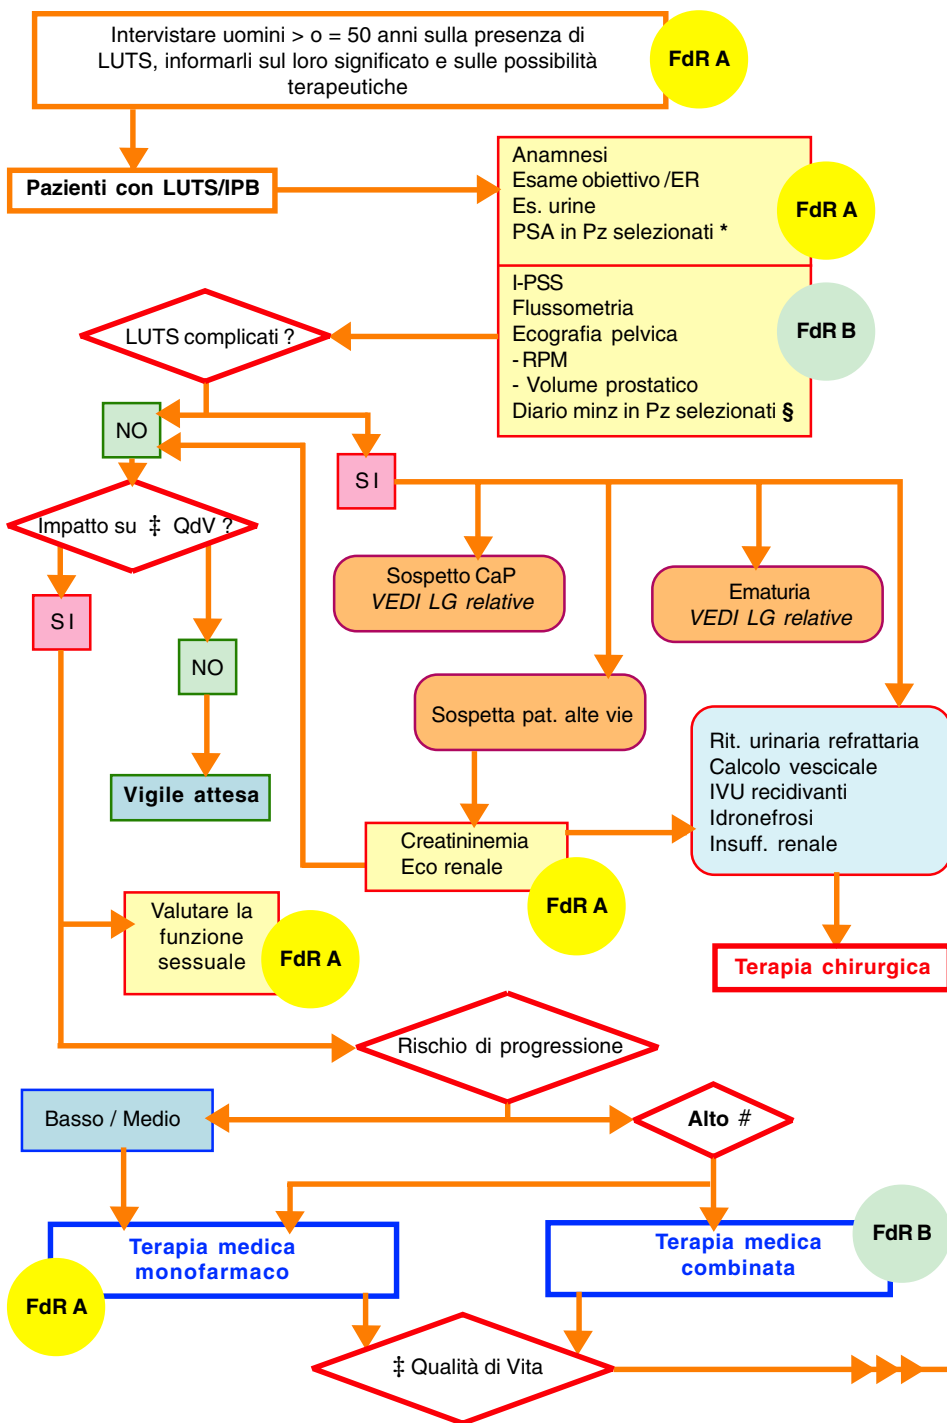 Intervistare uomini > o = 50 anni sulla presenza di
LUTS, informarli sul loro significato e sulle possibilità
terapeutiche
FdR A
Pazienti con LUTS/IPB
Anamnesi
Esame obiettivo /ER
Es. urine
PSA in Pz selezionati *
FdR A
I-PSS
Flussometria
Ecografia pelvica
- RPM
- Volume prostatico
Diario minz in Pz selezionati §
FdR B
LUTS complicati ?
NO
SI
Impatto su ‡ QdV ?
SI
NO
Vigile attesa
Sospetto CaP
VEDI LG relative
Ematuria
VEDI LG relative
Sospetta pat. alte vie
Rit. urinaria refrattaria
Calcolo vescicale
IVU recidivanti
Idronefrosi
Insuff. renale
Creatininemia
Eco renale
FdR A
Valutare la
funzione
sessuale
FdR A
Terapia chirurgica
Rischio di progressione
Basso / Medio
Alto #
Terapia medica
monofarmaco
FdR A
Terapia medica
combinata
FdR B
‡ Qualità di Vita